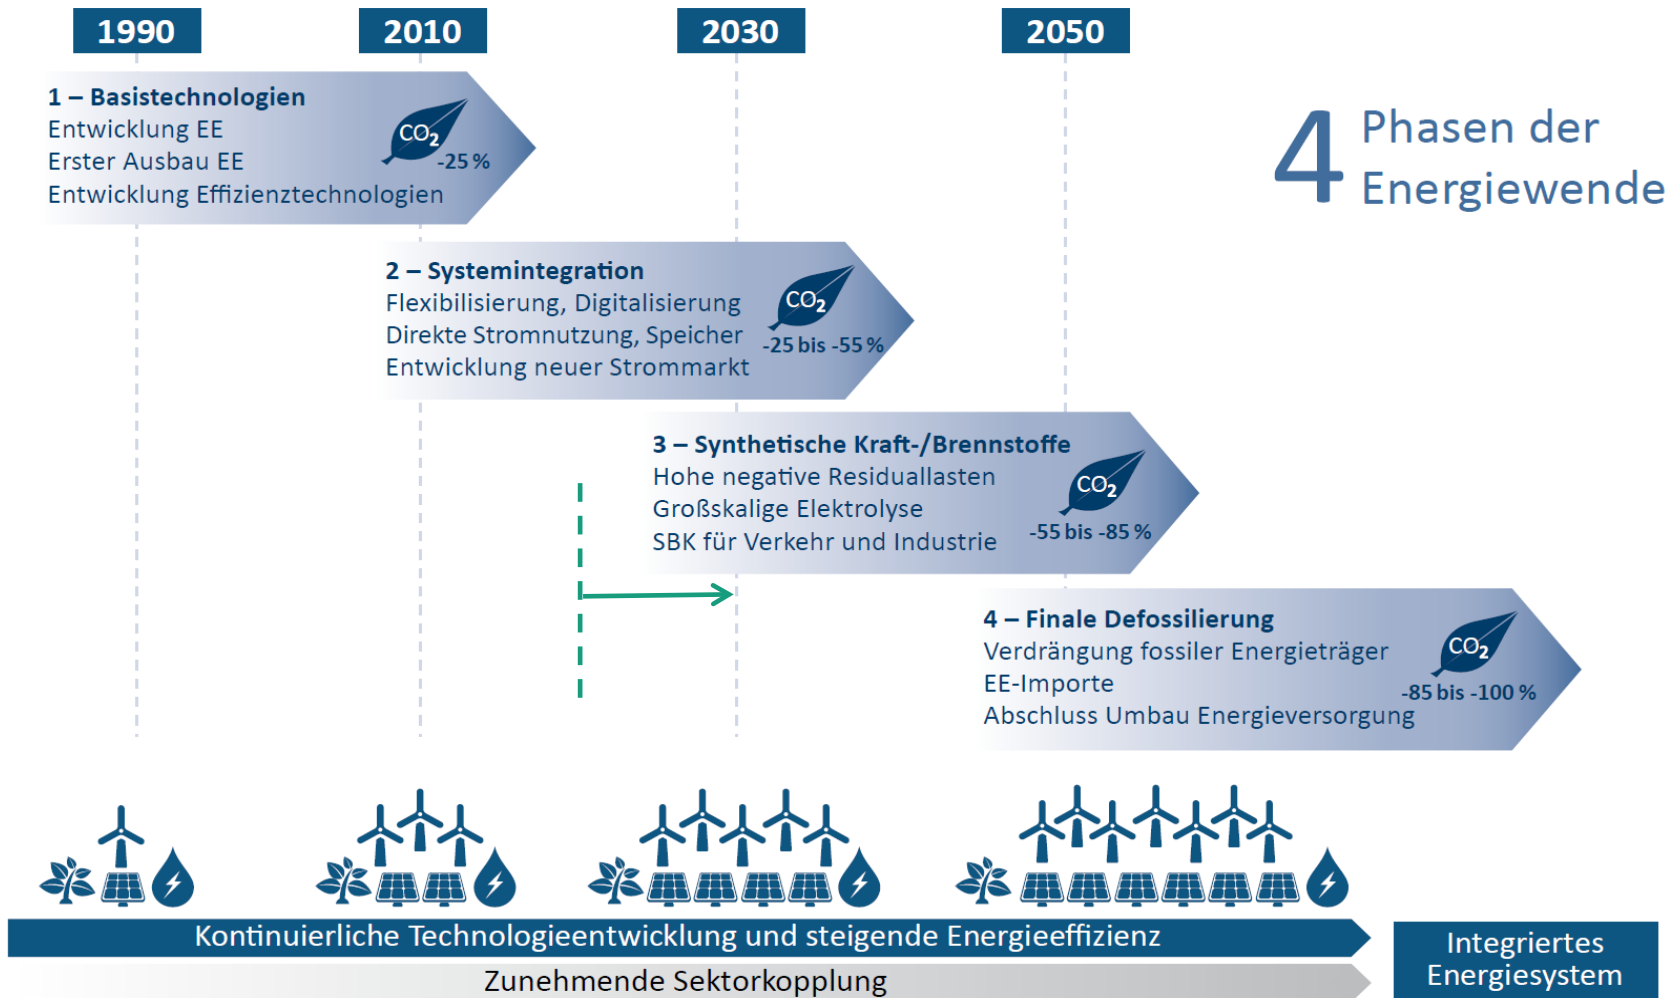 1990
2010
2030
2050
4 Phasen der
Energiewende
1 – Basistechnologien
Entwicklung EE
Erster Ausbau EE
Entwicklung Effizienztechnologien
CO2
-25 %
2 – Systemintegration
Flexibilisierung, Digitalisierung
Direkte Stromnutzung, Speicher
Entwicklung neuer Strommarkt
CO2
-25 bis -55 %
3 – Synthetische Kraft-/Brennstoffe
Hohe negative Residuallasten
Großskalige Elektrolyse
SBK für Verkehr und Industrie
CO2
-55 bis -85 %
4 – Finale Defossilierung
Verdrängung fossiler Energieträger
EE-Importe
Abschluss Umbau Energieversorgung
CO2
-85 bis -100 %
Kontinuierliche Technologieentwicklung und steigende Energieeffizienz
Zunehmende Sektorkopplung
Integriertes
Energiesystem